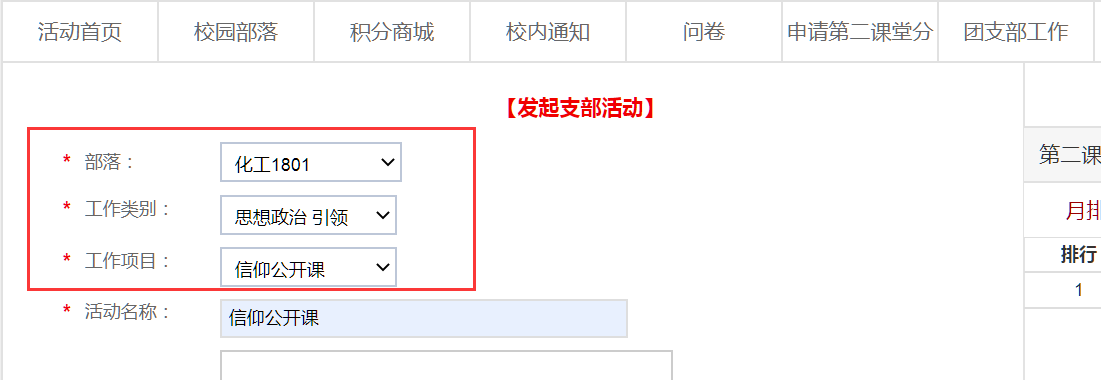 活动首页 校园部落 积分商城 校内通知 问卷 申请第二课堂分 团支部工作
【发起支部活动】
* 部落： 化工1801
* 工作类别： 思想政治 引领
* 工作项目： 信仰公开课
* 活动名称： 信仰公开课
第二课
月排
排行
1